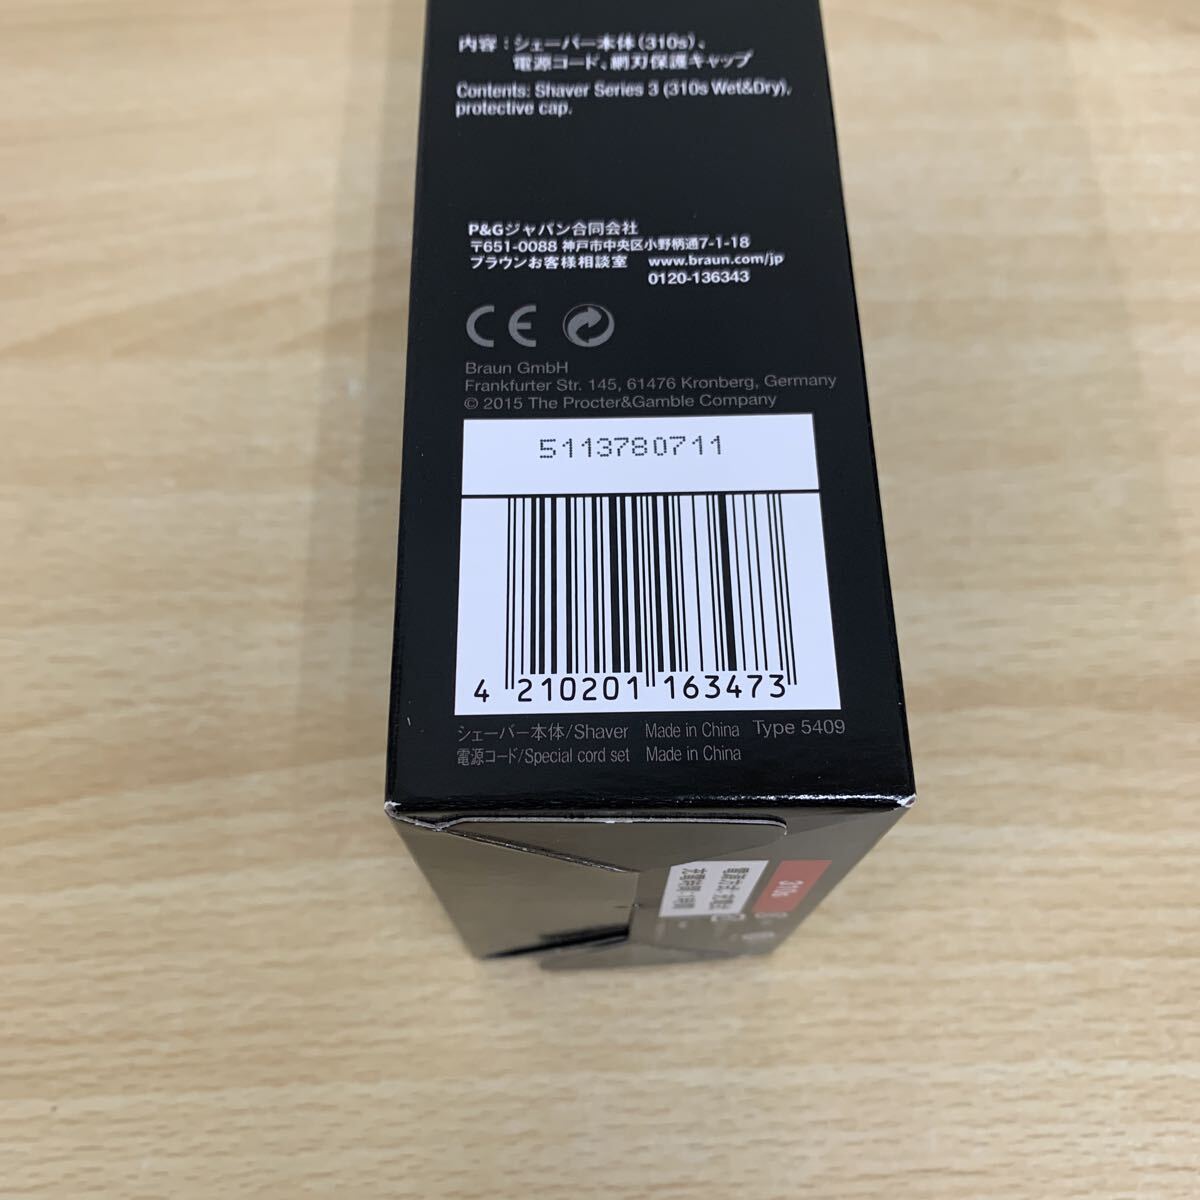 内容：シェーバー本体(310s)、
電源コード、網刃保護キャップ
Contents: Shaver Series 3 (310s Wet&Dry),
protective cap.
P&Gジャパン合同会社
〒651-0088 神戸市中央区小野柄通7-1-18
ブラウンお客様相談室 www.braun.com/jp
0120-136343
CE
Braun GmbH
Frankfurter Str. 145, 61476 Kronberg, Germany
© 2015 The Procter&Gamble Company
5113780711
4 210201 163473
シェーバー本体/Shaver Made in China Type 5409
電源コード/Special cord set Made in China
310s